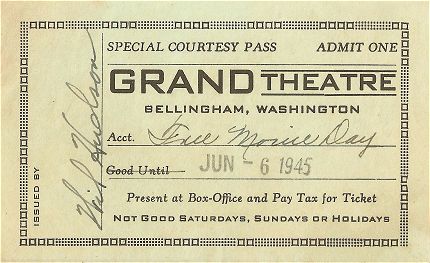 SPECIAL COURTESY PASS ADMIT ONE
GRAND THEATRE
BELLINGHAM, WASHINGTON
Acct. Free Movie Day
Good Until JUN - 6 1945
Present at Box-Office and Pay Tax for Ticket
NOT GOOD SATURDAYS, SUNDAYS OR HOLIDAYS
ISSUED BY Hudson